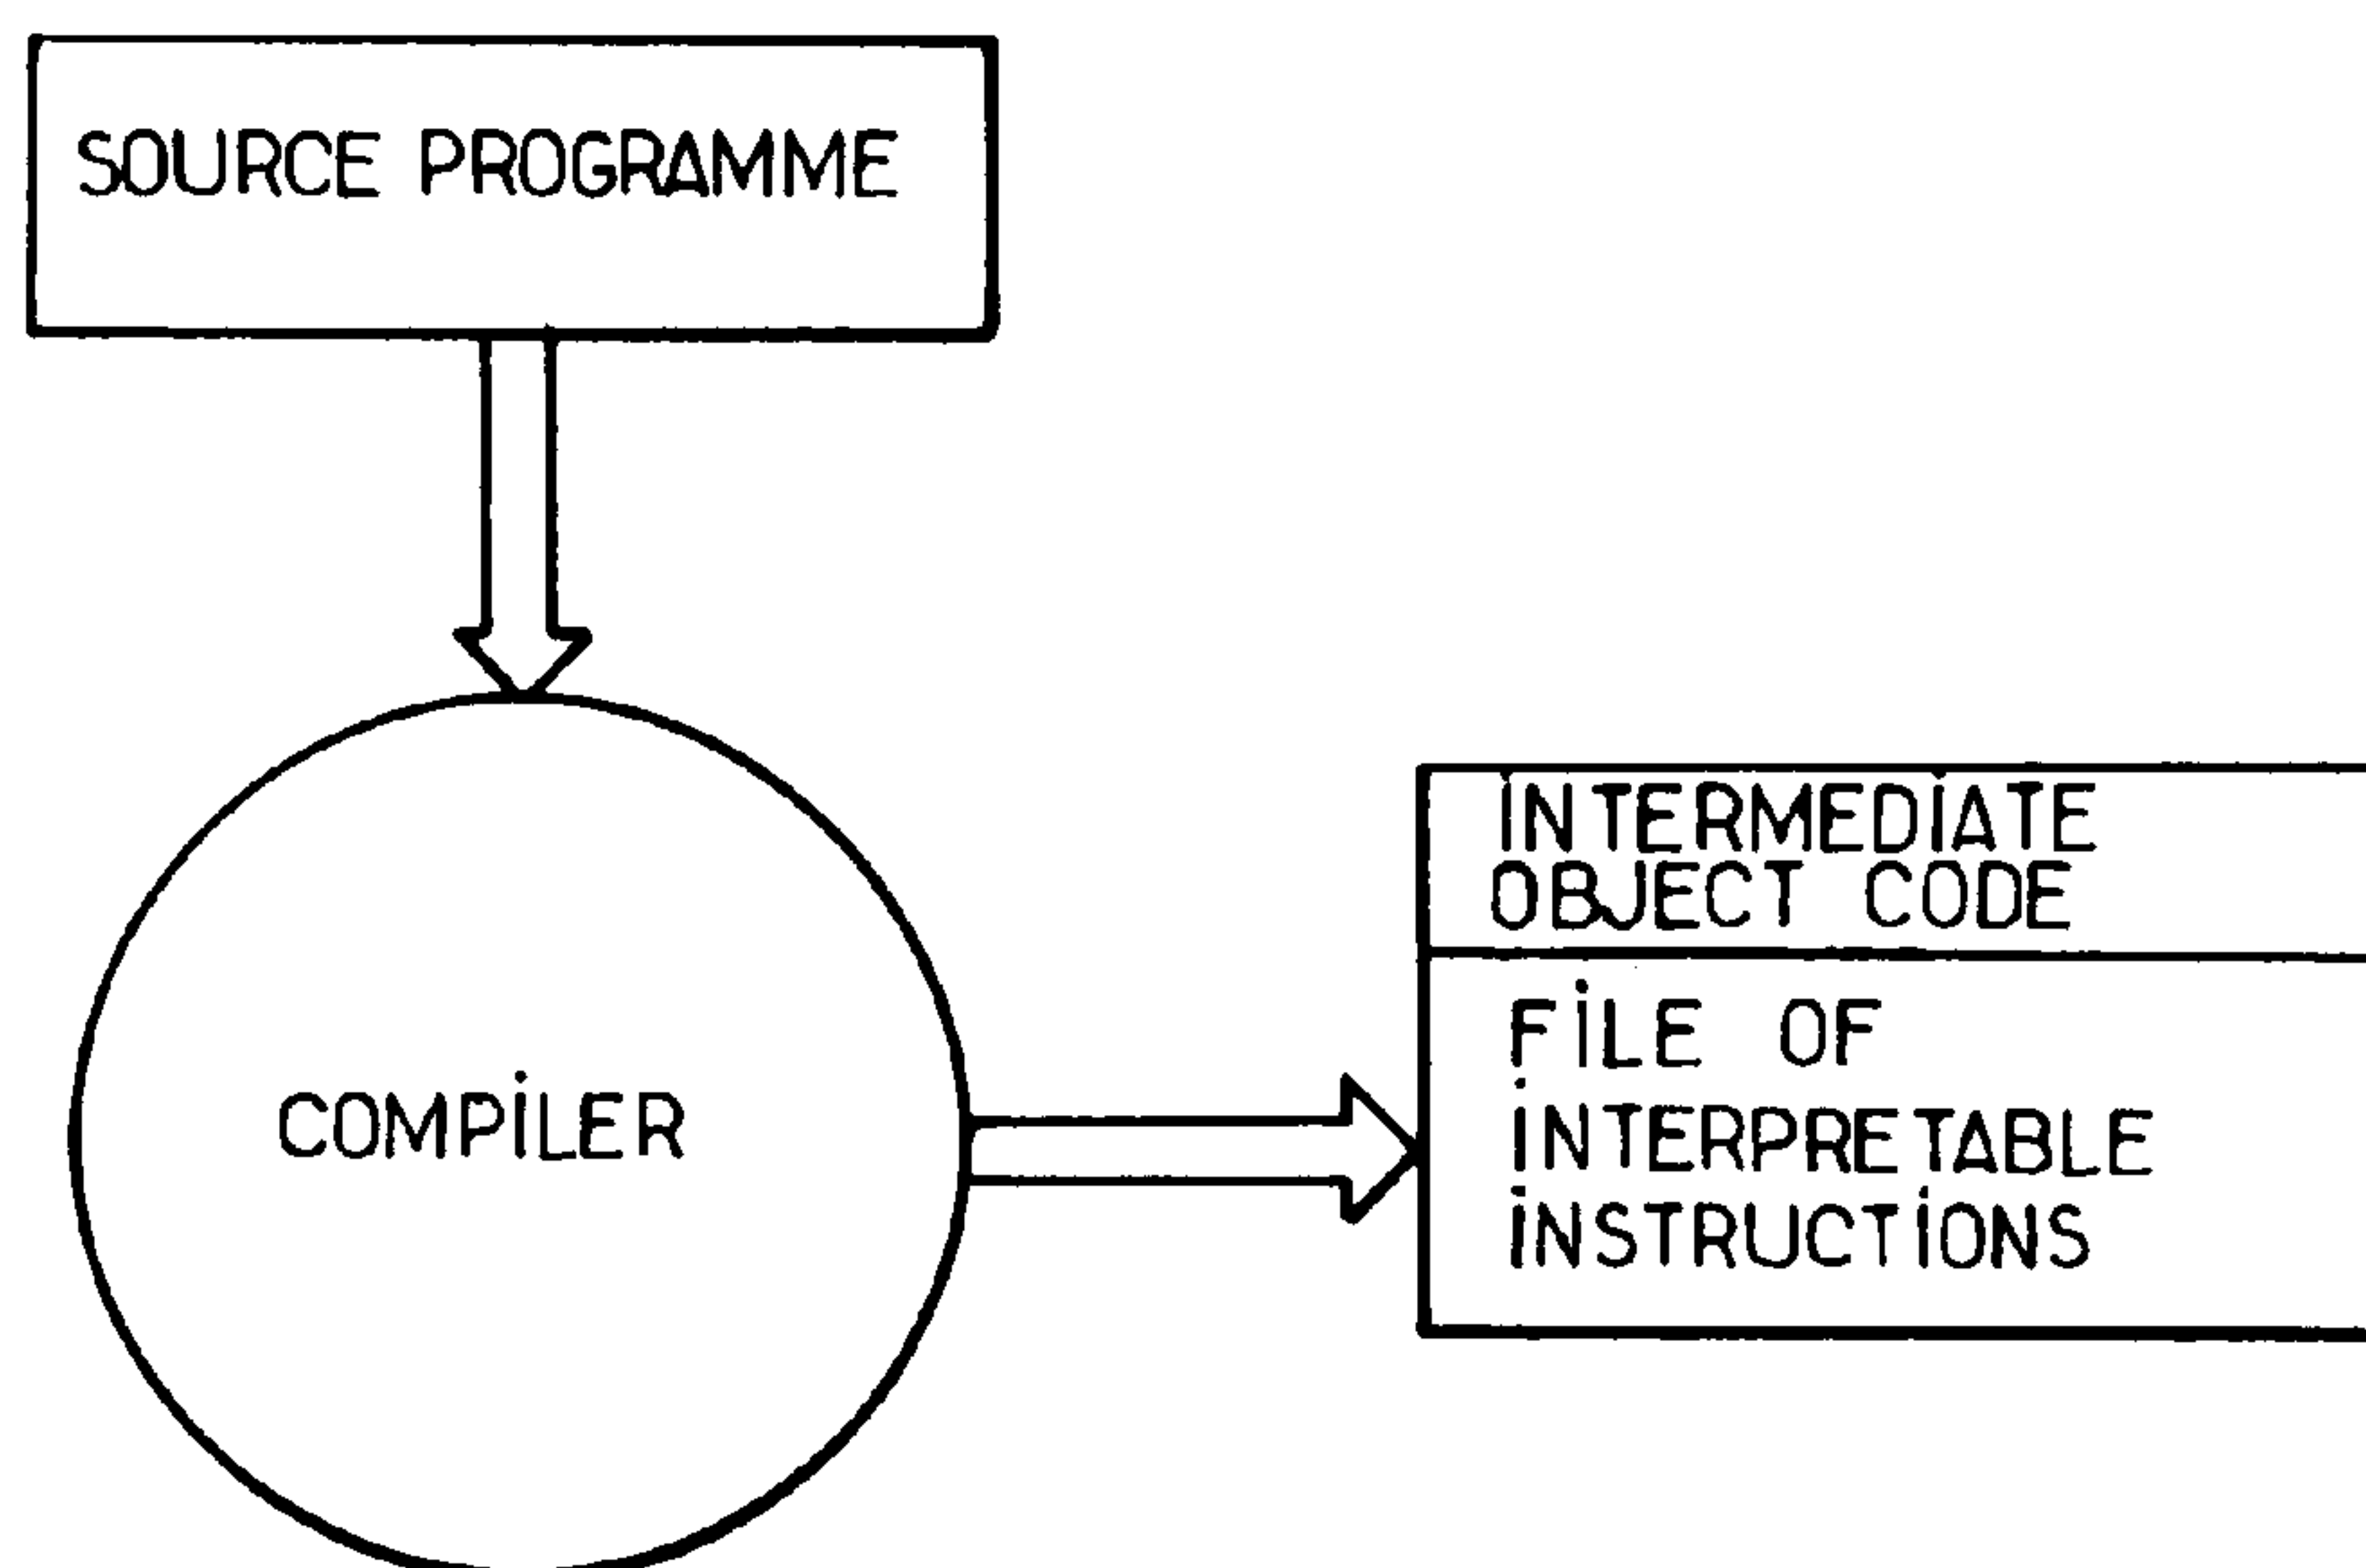 SOURCE PROGRAMME
COMPILER
INTERMEDIATE
OBJECT CODE
FILE OF
INTERPRETABLE
INSTRUCTIONS